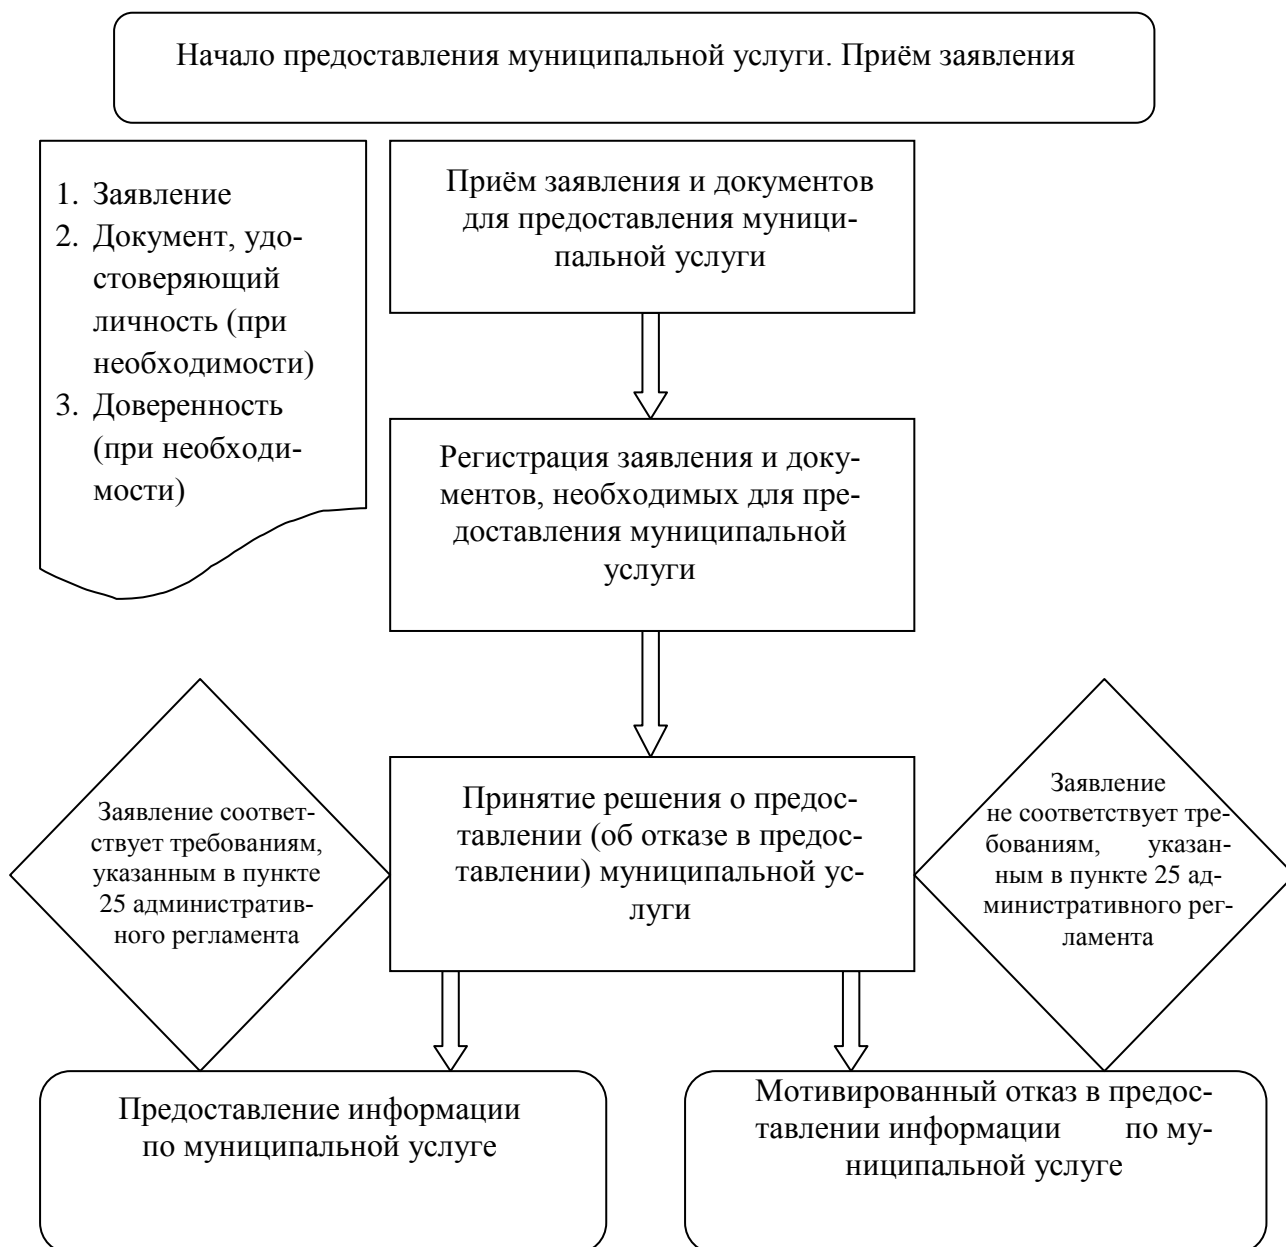 Начало предоставления муниципальной услуги. Приём заявления
1. Заявление
2. Документ, удо-
стоверяющий
личность (при
необходимости)
3. Доверенность
(при необходи-
мости)
Приём заявления и документов
для предоставления муници-
пальной услуги
Регистрация заявления и доку-
ментов, необходимых для пре-
доставления муниципальной
услуги
Заявление соответ-
ствует требованиям,
указанным в пункте
25 административ-
ного регламента
Принятие решения о предос-
тавлении (об отказе в предос-
тавлении) муниципальной ус-
луги
Заявление
не соответствует тре-
бованиям, указан-
ным в пункте 25 ад-
министративного рег-
ламента
Предоставление информации
по муниципальной услуге
Мотивированный отказ в предос-
тавлении информации по му-
ниципальной услуге